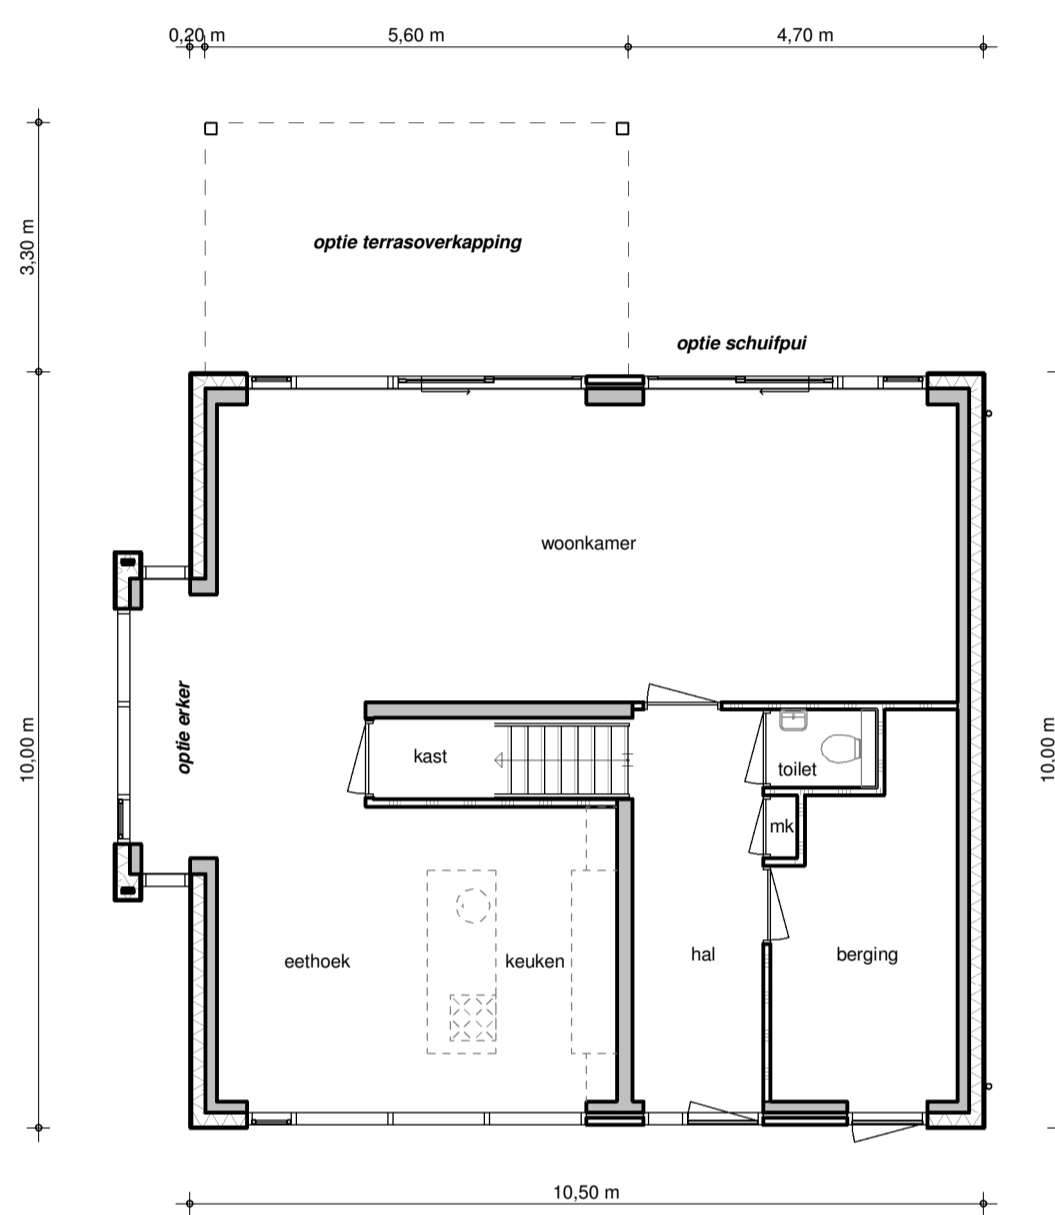 0,20 m
5,60 m
4,70 m
3,30 m
optie terrasoverkapping
optie schuifpui
woonkamer
optie erker
10,00 m
10.00 m
kast
toilet
mk
eethoek
keuken
hal
berging
10,50 m